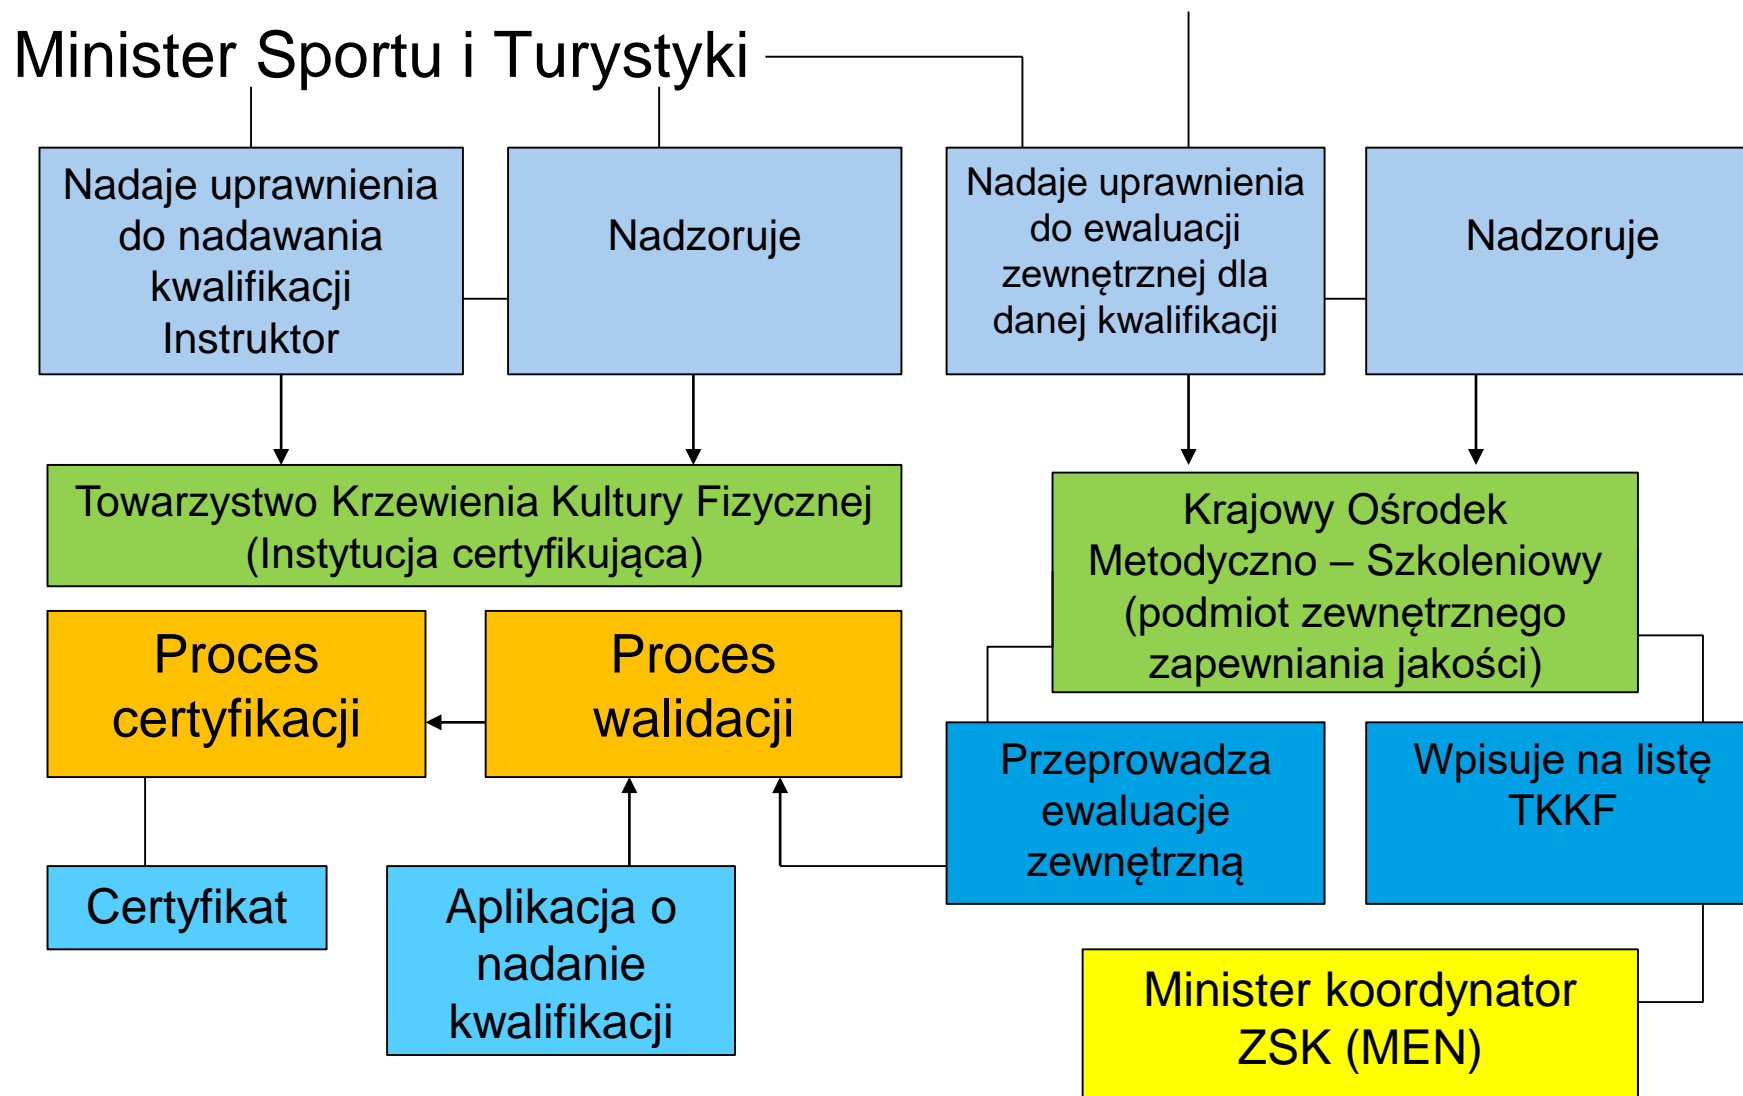 Minister Sportu i Turystyki
Nadaje uprawnienia
do nadawania
kwalifikacji
Instruktor
Nadzoruje
Nadaje uprawnienia
do ewaluacji
zewnętrznej dla
danej kwalifikacji
Nadzoruje
Towarzystwo Krzewienia Kultury Fizycznej
(Instytucja certyfikująca)
Krajowy Ośrodek
Metodyczno – Szkoleniowy
(podmiot zewnętrznego
zapewniania jakości)
Proces
certyfikacji
Proces
walidacji
Przeprowadza
ewaluacje
zewnętrzną
Wpisuje na listę
TKKF
Certyfikat
Aplikacja o
nadanie
kwalifikacji
Minister koordynator
ZSK (MEN)